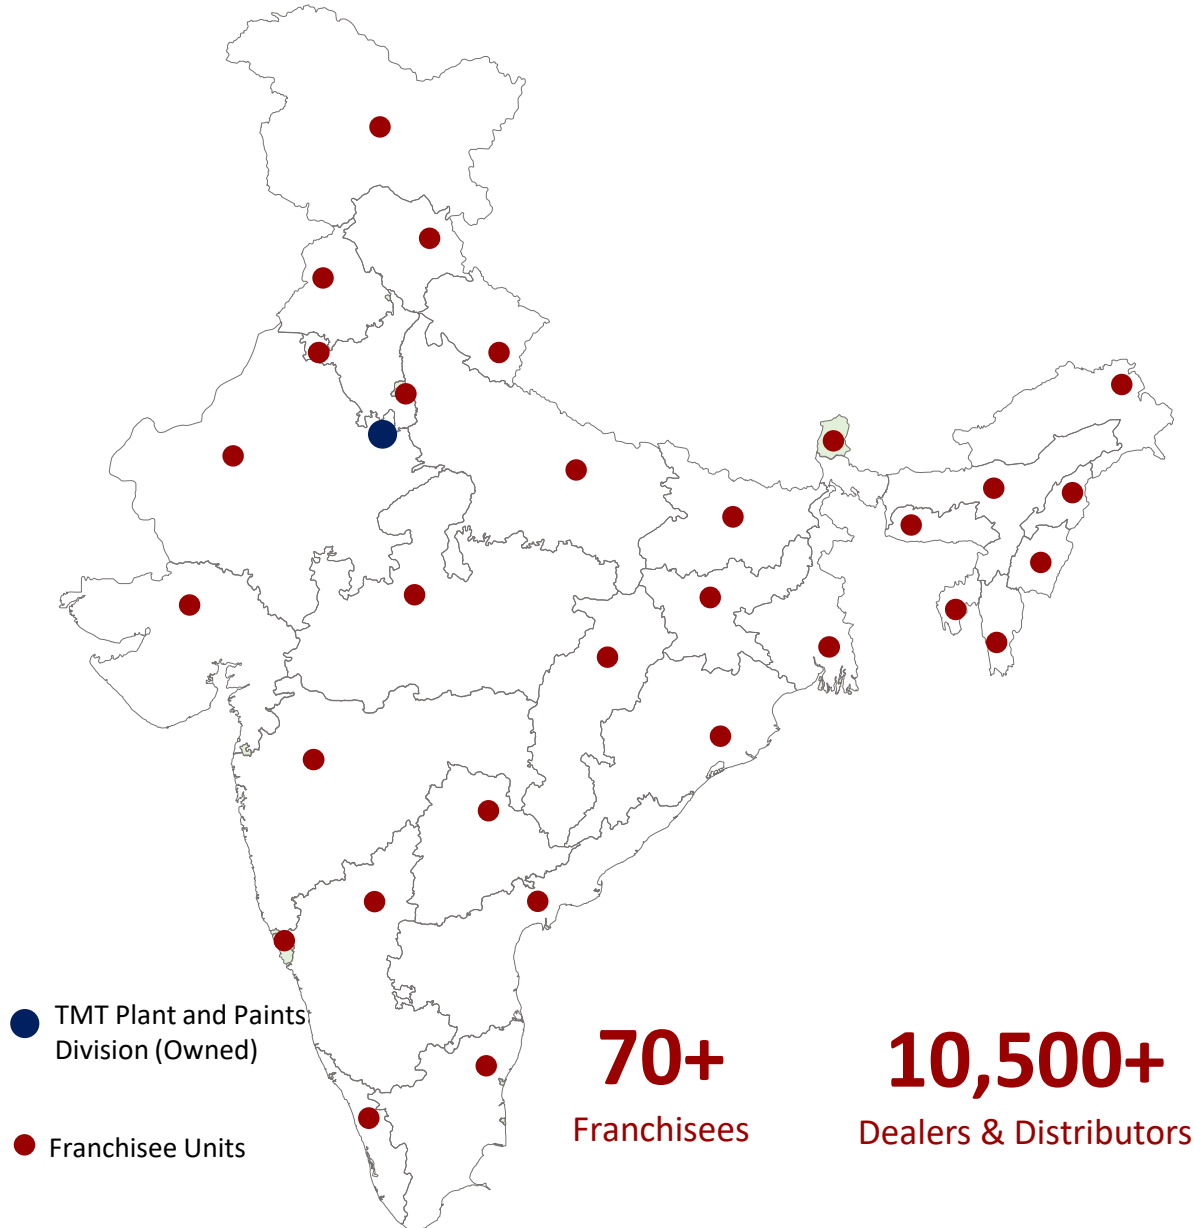 TMT Plant and Paints
Division (Owned)
Franchisee Units
70+
Franchisees
10,500+
Dealers & Distributors